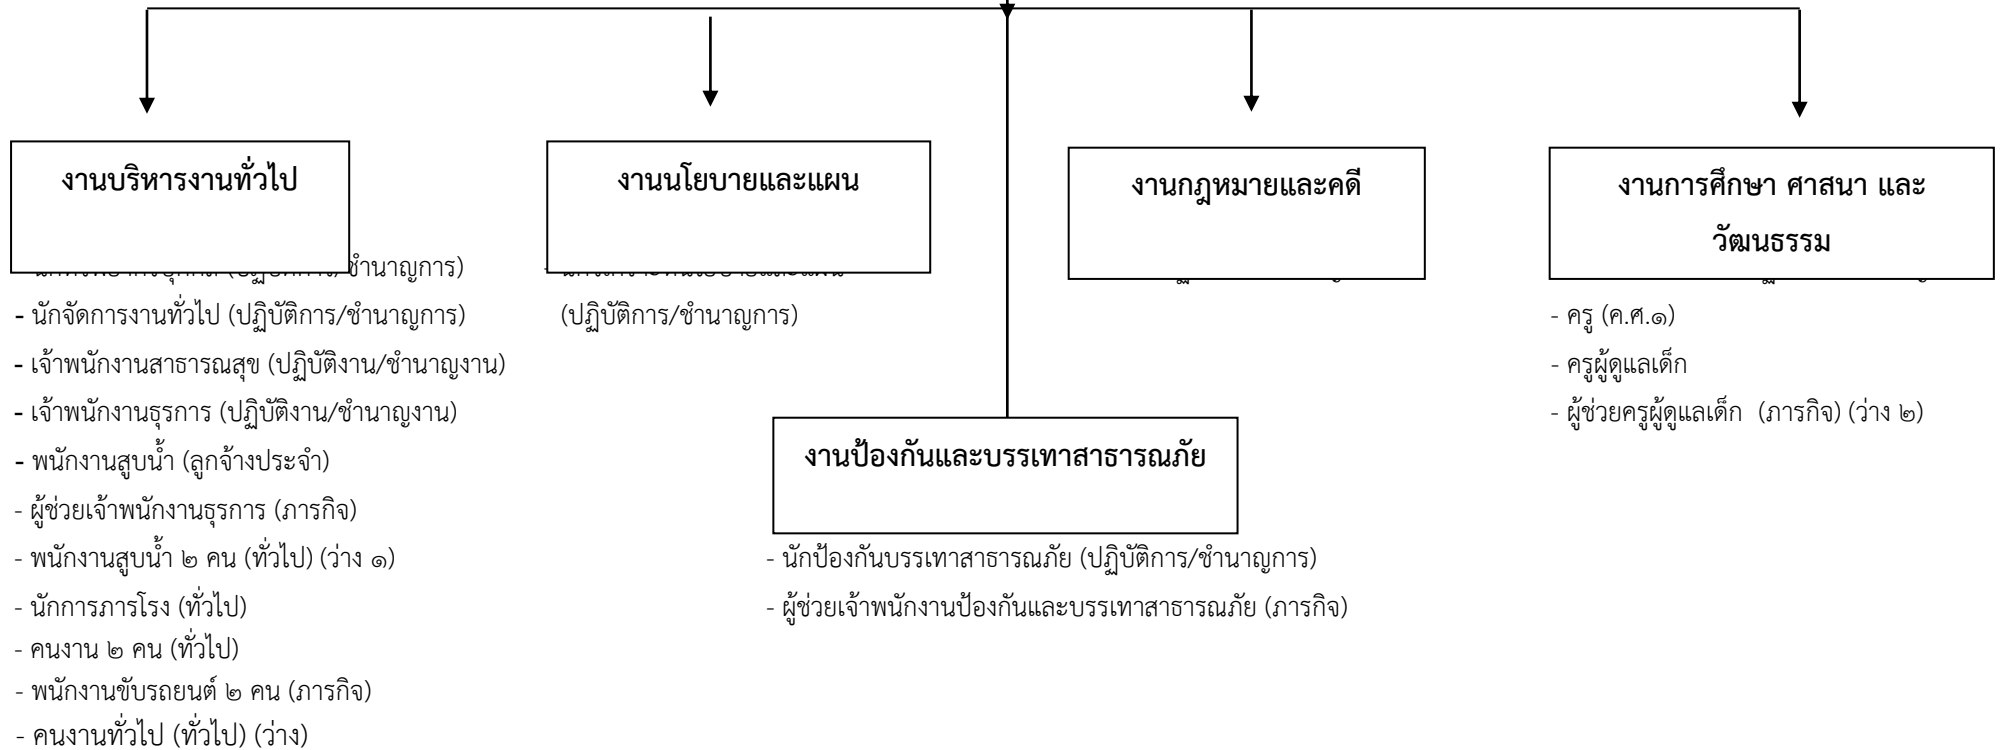 งานบริหารงานทั่วไป
ชำนาญการ)
- นักจัดการงานทั่วไป (ปฏิบัติการ/ชำนาญการ)
- เจ้าพนักงานสาธารณสุข (ปฏิบัติงาน/ชำนาญงาน)
- เจ้าพนักงานธุรการ (ปฏิบัติงาน/ชำนาญงาน)
- พนักงานสูบน้ำ (ลูกจ้างประจำ)
- ผู้ช่วยเจ้าพนักงานธุรการ (ภารกิจ)
- พนักงานสูบน้ำ ๒ คน (ทั่วไป) (ว่าง ๑)
- นักการภารโรง (ทั่วไป)
- คนงาน ๒ คน (ทั่วไป)
- พนักงานขับรถยนต์ ๒ คน (ภารกิจ)
- คนงานทั่วไป (ทั่วไป) (ว่าง)
งานนโยบายและแผน
(ปฏิบัติการ/ชำนาญการ)
งานป้องกันและบรรเทาสาธารณภัย
- นักป้องกันบรรเทาสาธารณภัย (ปฏิบัติการ/ชำนาญการ)
- ผู้ช่วยเจ้าพนักงานป้องกันและบรรเทาสาธารณภัย (ภารกิจ)
งานกฎหมายและคดี
งานการศึกษา ศาสนา และ
วัฒนธรรม
- ครู (ค.ศ.๑)
- ครูผู้ดูแลเด็ก
- ผู้ช่วยครูผู้ดูแลเด็ก (ภารกิจ) (ว่าง ๒)